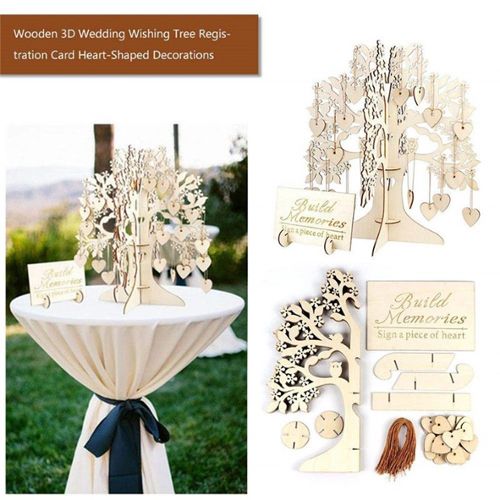 Wooden 3D Wedding Wishing Tree Regis-
tration Card Heart-Shaped Decorations
Build
Memories
Sign a piece of heart
Build
Memories
Build
Memories
Sign a piece of heart